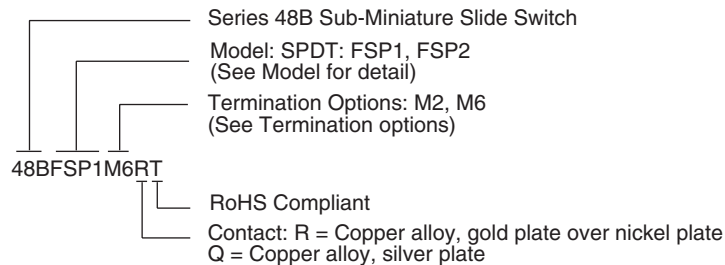 Series 48B Sub-Miniature Slide Switch
Model: SPDT: FSP1, FSP2
(See Model for detail)
Termination Options: M2, M6
(See Termination options)
48BFSP1M6RT
RoHS Compliant
Contact: R = Copper alloy, gold plate over nickel plate
Q = Copper alloy, silver plate